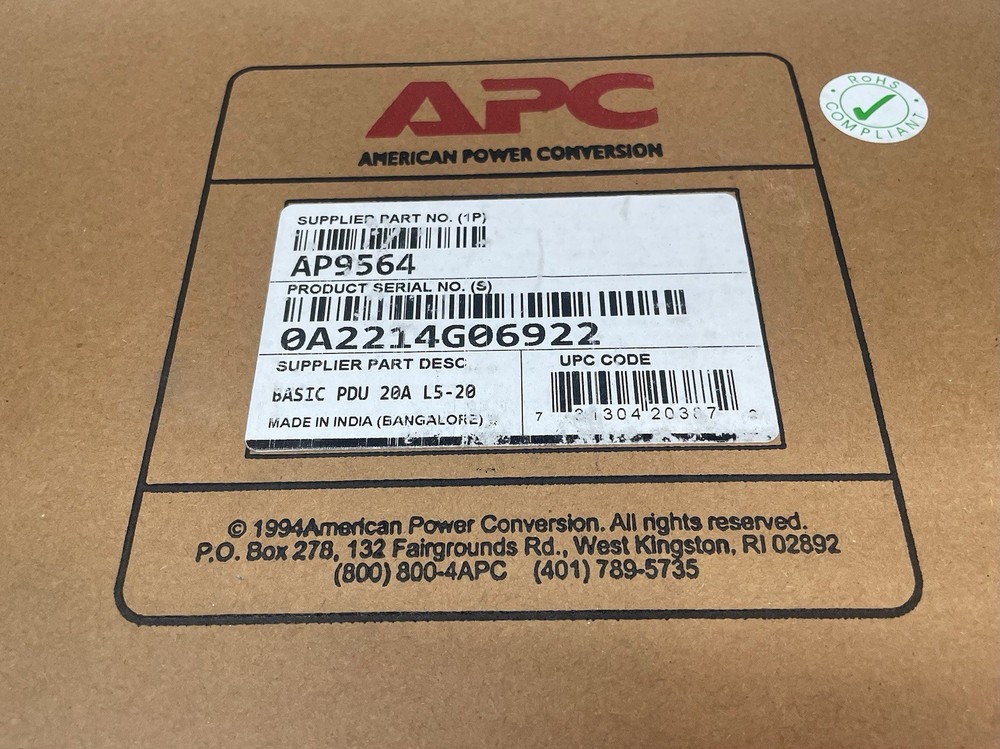 APC
AMERICAN POWER CONVERSION
RoHS
COMPLIANT
SUPPLIER PART NO. (1P)
AP9564
PRODUCT SERIAL NO. (S)
0A2214G06922
SUPPLIER PART DESC
BASIC PDU 20A L5-20
MADE IN INDIA (BANGALORE)
UPC CODE
© 1994American Power Conversion. All rights reserved.
P.O. Box 278, 132 Fairgrounds Rd., West Kingston, RI 02892
(800) 800-4APC (401) 789-5735